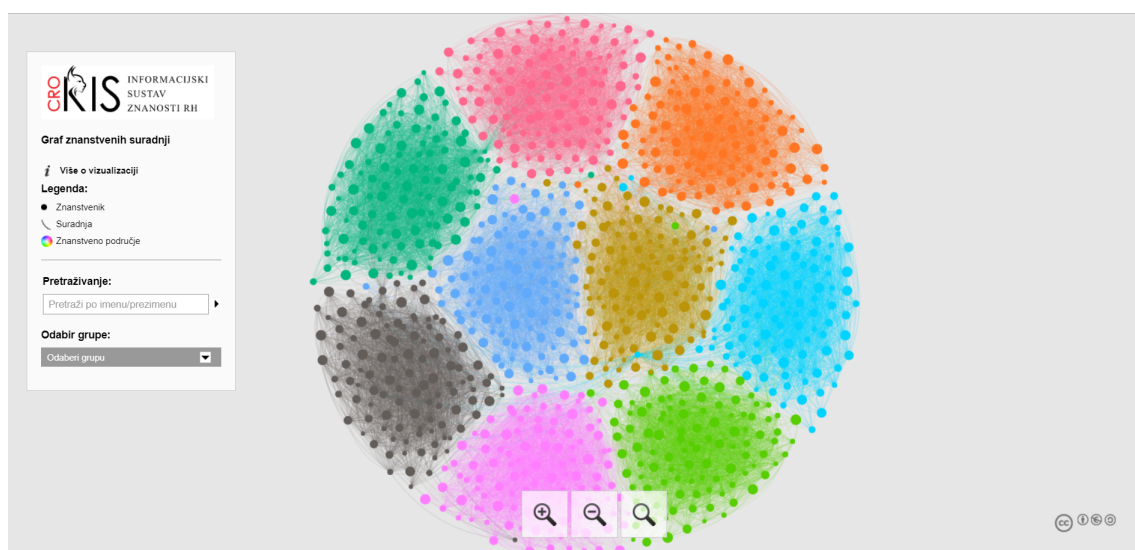 CRO
KIS
INFORMACIJSKI
SUSTAV
ZNANOSTI RH
Graf znanstvenih suradnji
i Više o vizualizaciji
Legenda:
Znanstvenik
Suradnja
Znanstveno područje
Pretraživanje:
Pretraži po imenu/prezimenu
Odabir grupe:
Odaberi grupu
cc